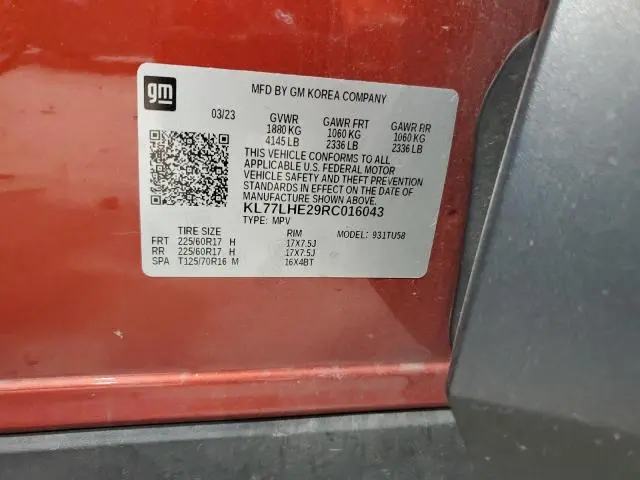 gm
MFD BY GM KOREA COMPANY
03/23 GVWR GAWR FRT GAWR RR
1880 KG 1060 KG 1060 KG
4145 LB 2336 LB 2336 LB
THIS VEHICLE CONFORMS TO ALL
APPLICABLE U.S. FEDERAL MOTOR
VEHICLE SAFETY AND THEFT PREVENTION
STANDARDS IN EFFECT ON THE DATE OF
MANUFACTURE SHOWN ABOVE.
KL77LHE29RC016043
TYPE: MPV
TIRE SIZE RIM MODEL: 931TU58
FRT 225/60R17 H 17X7.5J
RR 225/60R17 H 17X7.5J
SPA T125/70R16 M 16X4BT